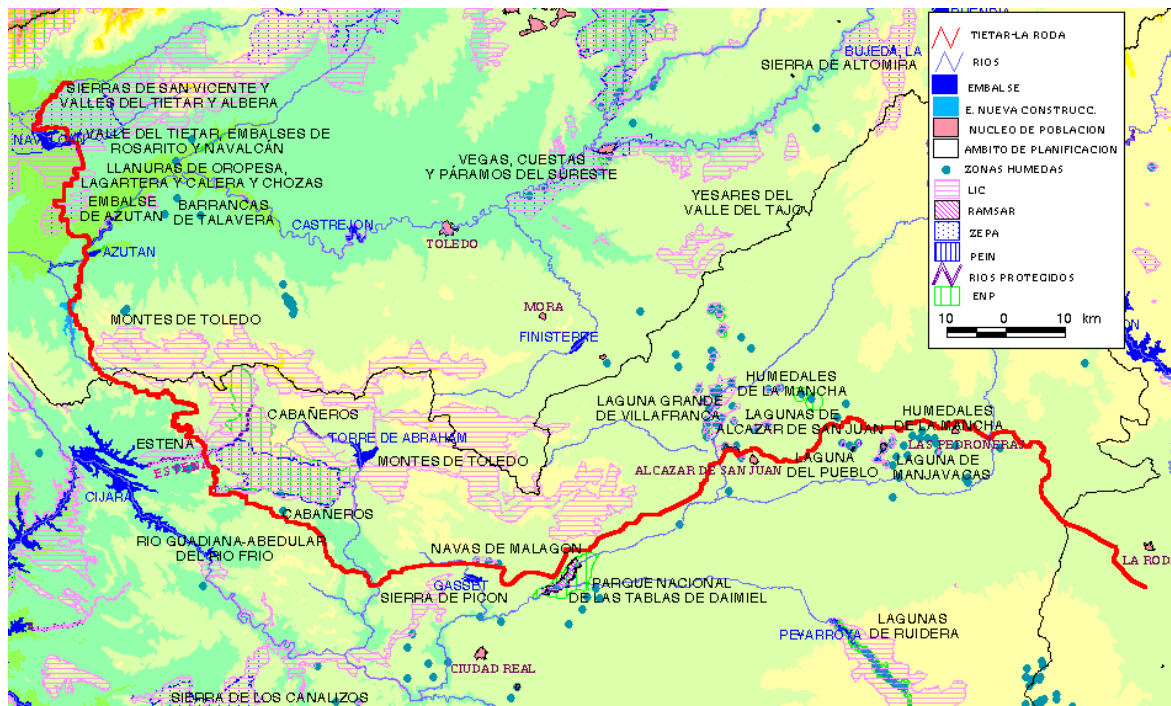 BUENDIA
BUJEDA, LA
SIERRA DE ALTOMIRA
SIERRAS DE SAN VICENTE Y
VALLES DEL TIETAR Y ALBERA
NAVALCAN
VALLE DEL TIETAR, EMBALSES DE
ROSARITO Y NAVALCÁN
LLANURAS DE OROPESA,
LAGARTERA Y CALERA Y CHOZAS
EMBALSE
DE AZUTAN
BARRANCAS
DE TALAVERA
VEGAS, CUESTAS
Y PÁRAMOS DEL SURESTE
YESARES DEL
VALLE DEL TAJO
CASTREJON
TOLEDO
AZUTAN
MONTES DE TOLEDO
MORA
FINISTERRE
HUMEDALES
DE LA MANCHA
LAGUNA GRANDE
DE VILLAFRANCA
LAGUNAS DE
ALCAZAR DE SAN JUAN
HUMEDALES
DE LA MANCHA
LAS PEDROÑERAS
CABAÑEROS
ESTENA
TORRE DE ABRAHAM
MONTES DE TOLEDO
ESTENA
ALCAZAR DE SAN JUAN
LAGUNA
DEL PUEBLO
LAGUNA DE
MANJAVACAS
CIJARA
CABAÑEROS
RIO GUADIANA-ABEDULAR
DEL RIO FRIO
NAVAS DE MALAGON
GASSET
SIERRA DE PICON
PARQUE NACIONAL
DE LAS TABLAS DE DAIMIEL
LA ROD
PEÑARROYA
LAGUNAS
DE RUIDERA
CIUDAD REAL
SIERRA DE LOS CANALIZOS
TIETAR-LA RODA
RIOS
EMBALSE
E. NUEVA CONSTRUCC.
NUCLEO DE POBLACION
AMBITO DE PLANIFICACION
ZONAS HUMEDAS
LIC
RAMSAR
ZEPA
PEIN
RIOS PROTEGIDOS
ENP
10 0 10 km